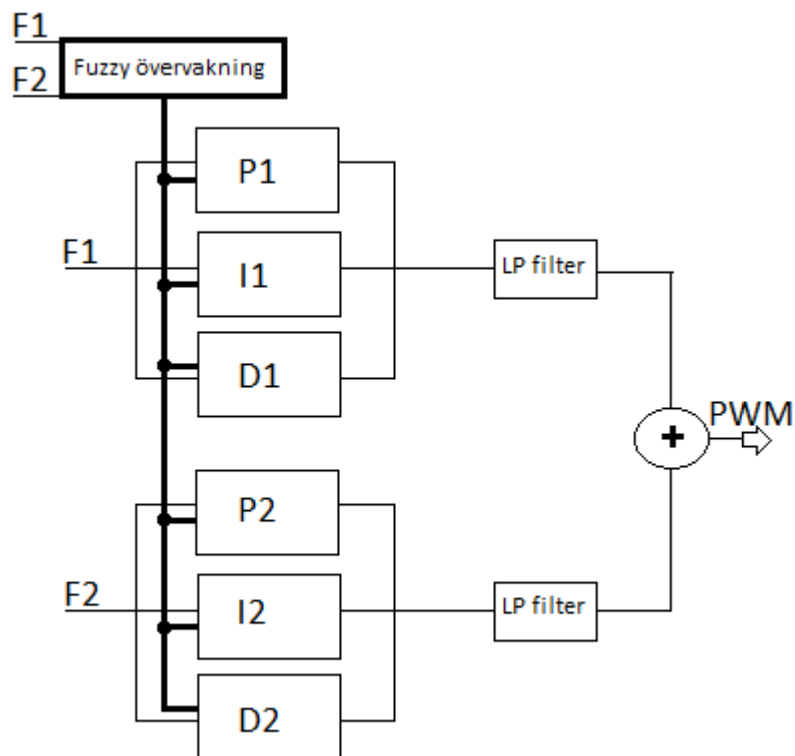 F1
Fuzzy övervakning
F2
P1
F1
I1
LP filter
D1
+
PWM
P2
F2
I2
LP filter
D2